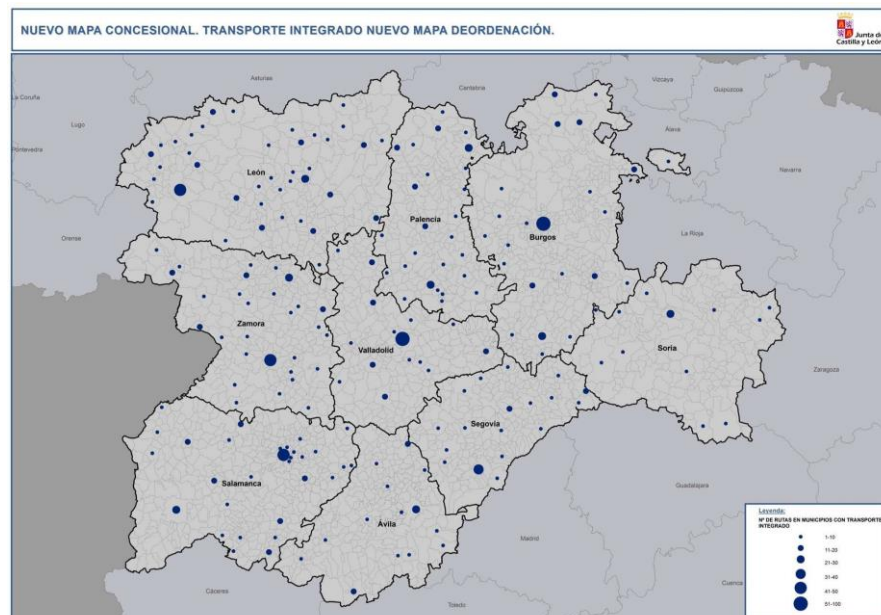 NUEVO MAPA CONCESIONAL. TRANSPORTE INTEGRADO NUEVO MAPA DEORDENACIÓN.
Junta de
Castilla y León
Asturias
Cantabria
Vizcaya
Guipúzcoa
La Coruña
Lugo
Álava
Pontevedra
Navarra
León
Palencia
Burgos
Orense
La Rioja
Zamora
Valladolid
Soria
Zaragoza
Segovia
Salamanca
Guadalajara
Ávila
Madrid
Cáceres
Toledo
Cuenca
Leyenda:
Nº DE RUTAS EN MUNICIPIOS CON TRANSPORTE
INTEGRADO
1-10
11-20
21-30
31-40
41-50
51-100